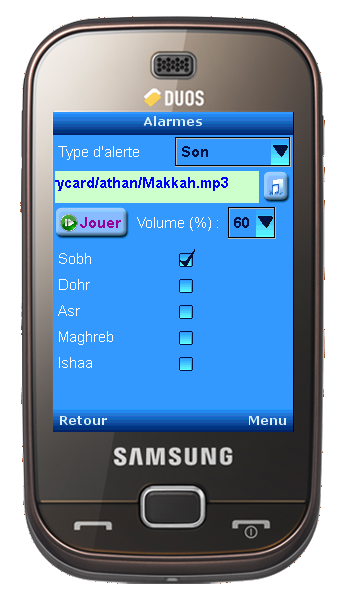 DUOS
Alarmes
Type d'alerte Son
rycard/athan/Makkah.mp3
Jouer Volume (%) : 60
Sobh
Dohr
Asr
Maghreb
Ishaa
Retour Menu
SAMSUNG